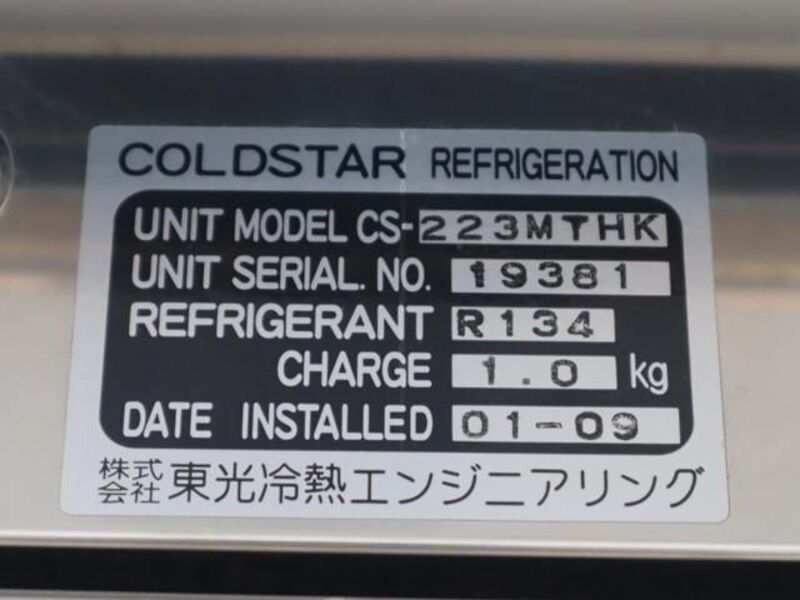 COLDSTAR REFRIGERATION
UNIT MODEL CS-223MTHK
UNIT SERIAL. NO. 19381
REFRIGERANT R134
CHARGE 1.0 kg
DATE INSTALLED 01-09
株式会社 東光冷熱エンジニアリング